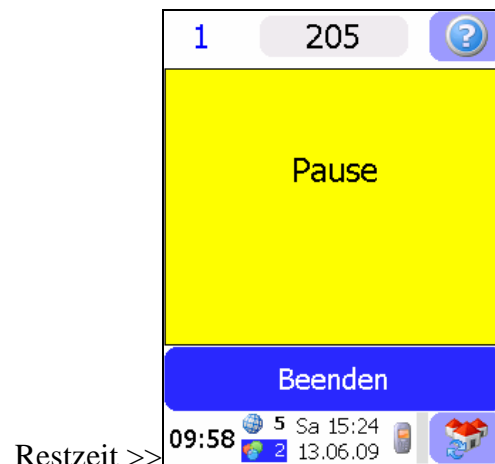 1 205 ?
Pause
Beenden
5 Sa 15:24
Restzeit >> 09:58
2 13.06.09